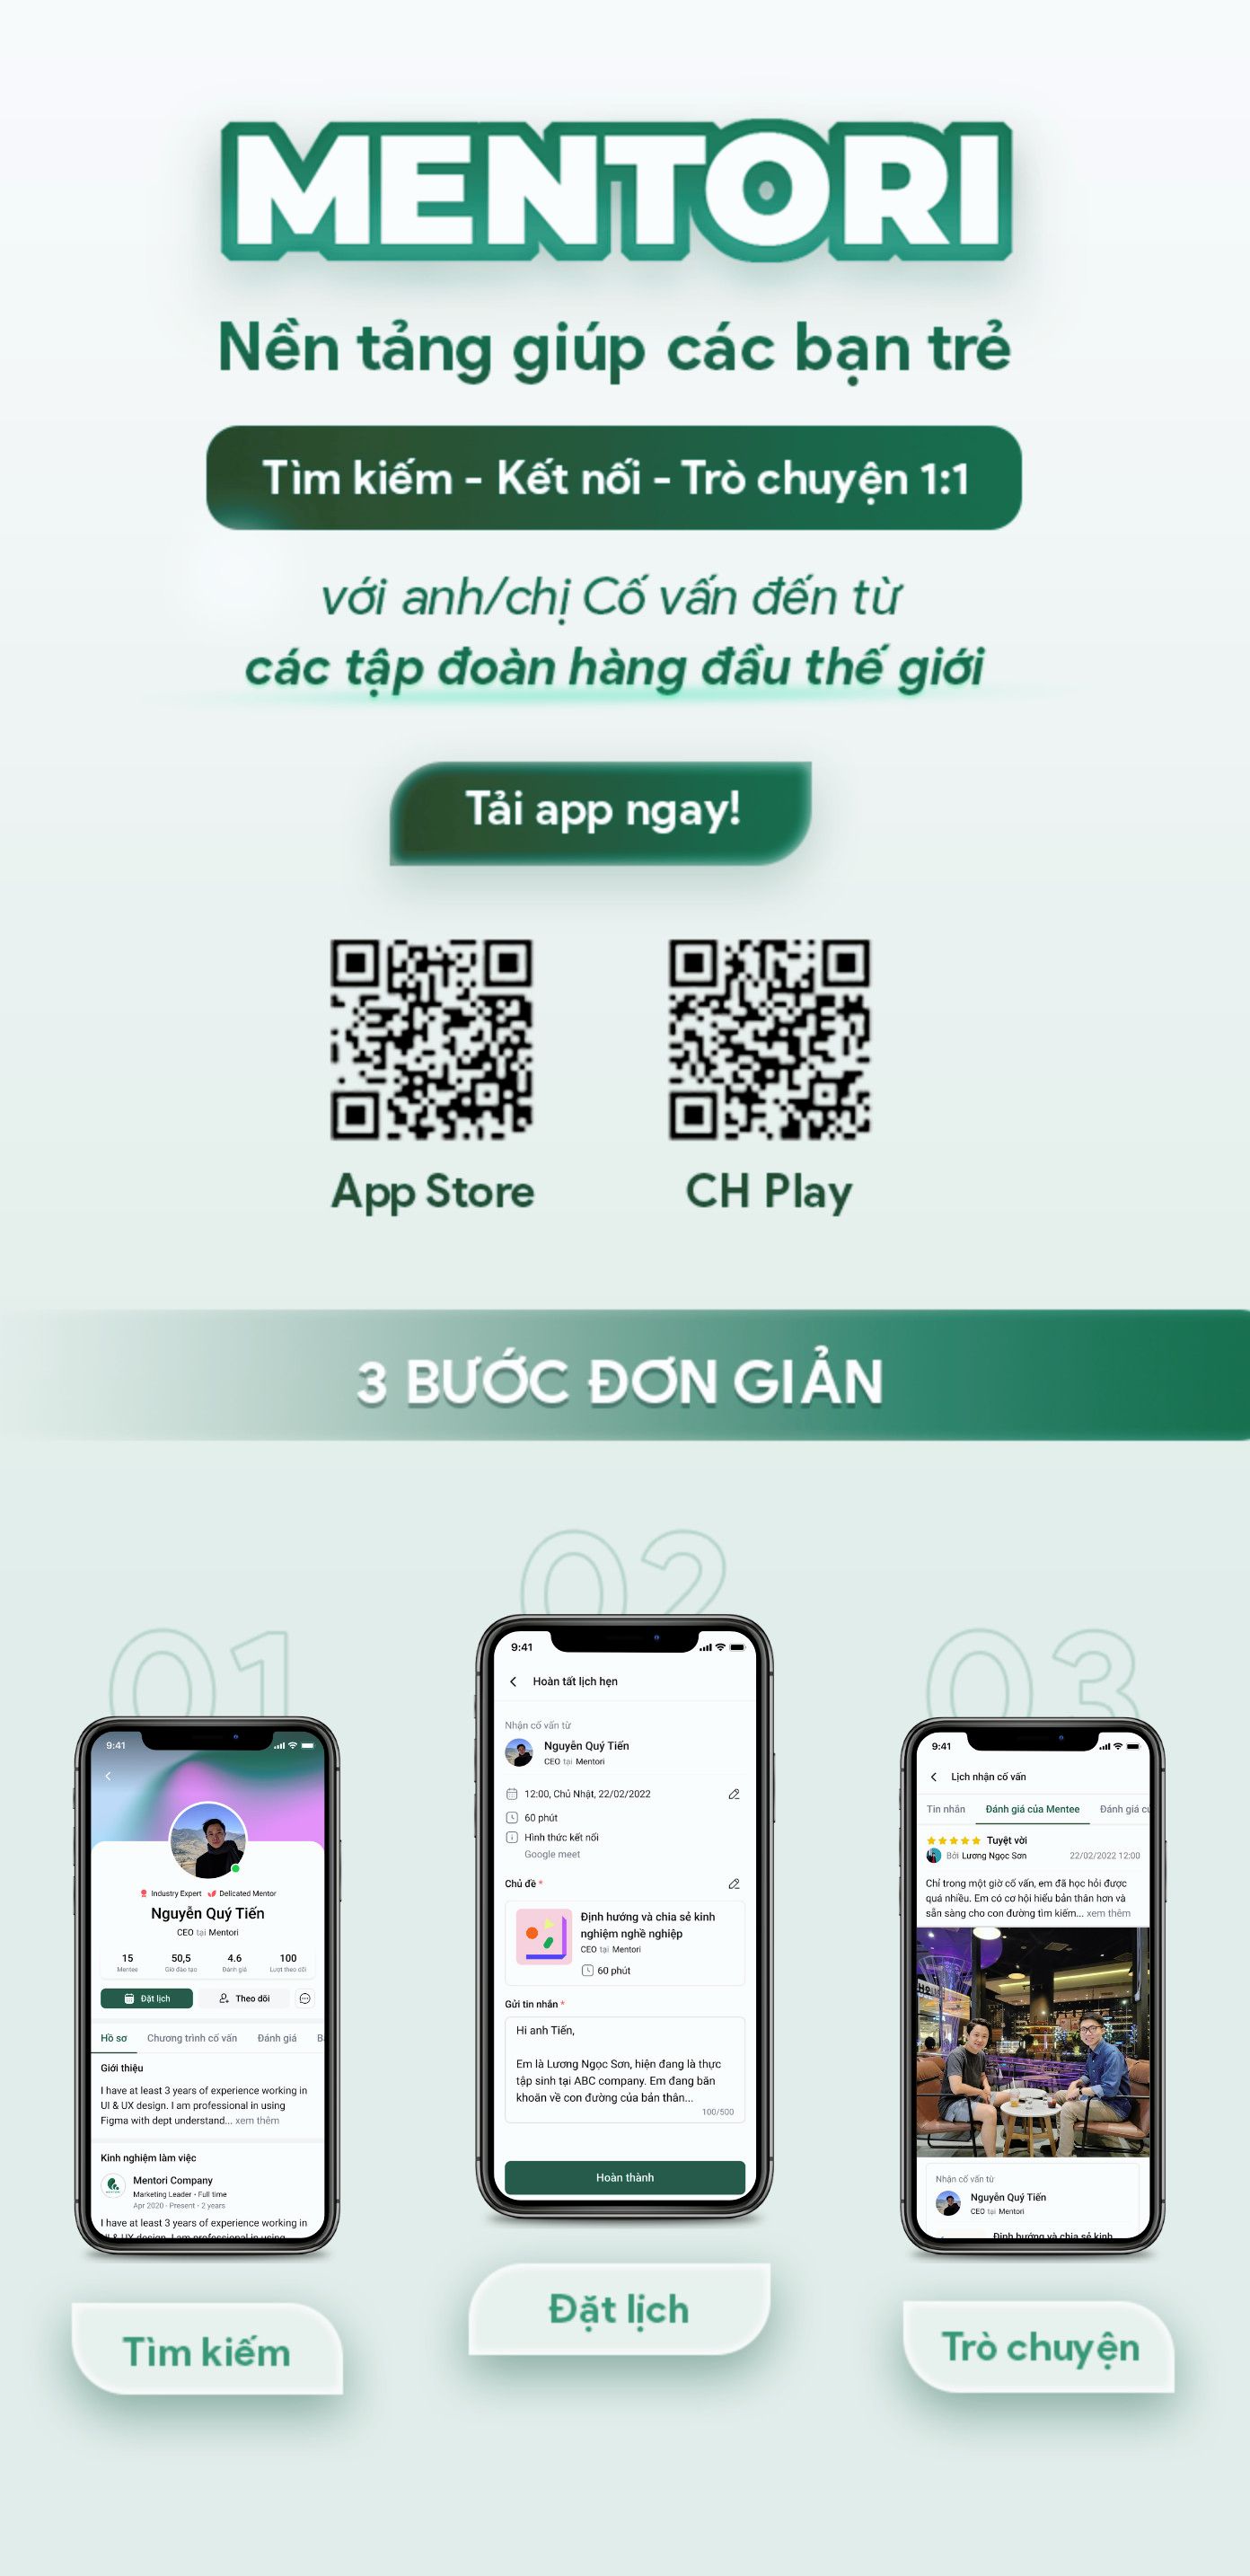 MENTORI
Nền tảng giúp các bạn trẻ
Tìm kiếm - Kết nối - Trò chuyện 1:1
với anh/chị Cố vấn đến từ
các tập đoàn hàng đầu thế giới
Tải app ngay!
App Store
CH Play
3 BƯỚC ĐƠN GIẢN
01
9:41
Industry Expert Delicated Mentor
Nguyễn Quý Tiến
CEO tại Mentori
15 50,5 4.6 100
Mentee Giờ đào tạo Đánh giá Lượt theo dõi
Đặt lịch Theo dõi
Hồ sơ Chương trình cố vấn Đánh giá
Giới thiệu
I have at least 3 years of experience working in
UI & UX design. I am professional in using
Figma with dept understand... xem thêm
Kinh nghiệm làm việc
Mentori Company
Marketing Leader - Full time
Apr 2020 - Present - 2 years
I have at least 3 years of experience working in
UI & UX design. I am professional in using
Tìm kiếm
02
9:41
Hoàn tất lịch hẹn
Nhận cố vấn từ
Nguyễn Quý Tiến
CEO tại Mentori
12:00, Chủ Nhật, 22/02/2022
60 phút
Hình thức kết nối
Google meet
Chủ đề *
Định hướng và chia sẻ kinh
nghiệm nghề nghiệp
CEO tại Mentori
60 phút
Gửi tin nhắn *
Hi anh Tiến,
Em là Lương Ngọc Sơn, hiện đang là thực
tập sinh tại ABC company. Em đang băn
khoăn về con đường của bản thân...
100/500
Hoàn thành
Đặt lịch
03
9:41
Lịch nhận cố vấn
Tin nhắn Đánh giá của Mentee Đánh giá củ
Tuyệt vời
Bởi Lương Ngọc Sơn 22/02/2022 12:00
Chỉ trong một giờ cố vấn, em đã học hỏi được
quá nhiều. Em có cơ hội hiểu bản thân hơn và
sẵn sàng cho con đường tìm kiếm... xem thêm
Nhận cố vấn từ
Nguyễn Quý Tiến
CEO tại Mentori
Định hướng và chia sẻ kinh
Trò chuyện